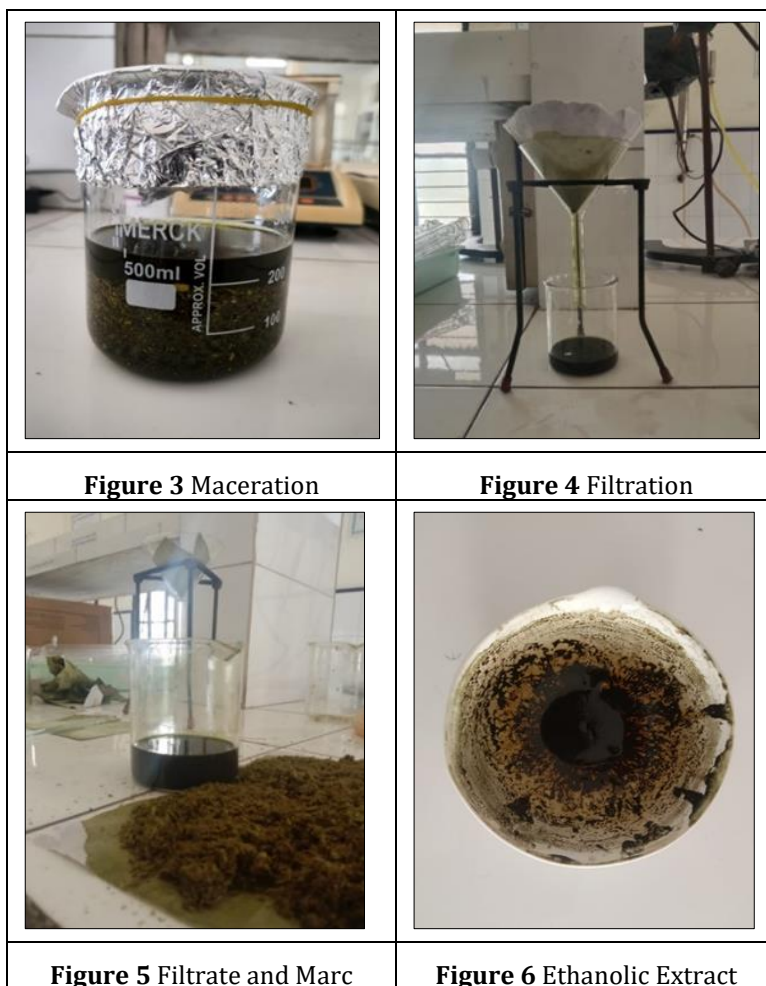 MERCK
500ml
APPROX. VOL
200
100
Figure 3 Maceration
Figure 4 Filtration
Figure 5 Filtrate and Marc
Figure 6 Ethanolic Extract